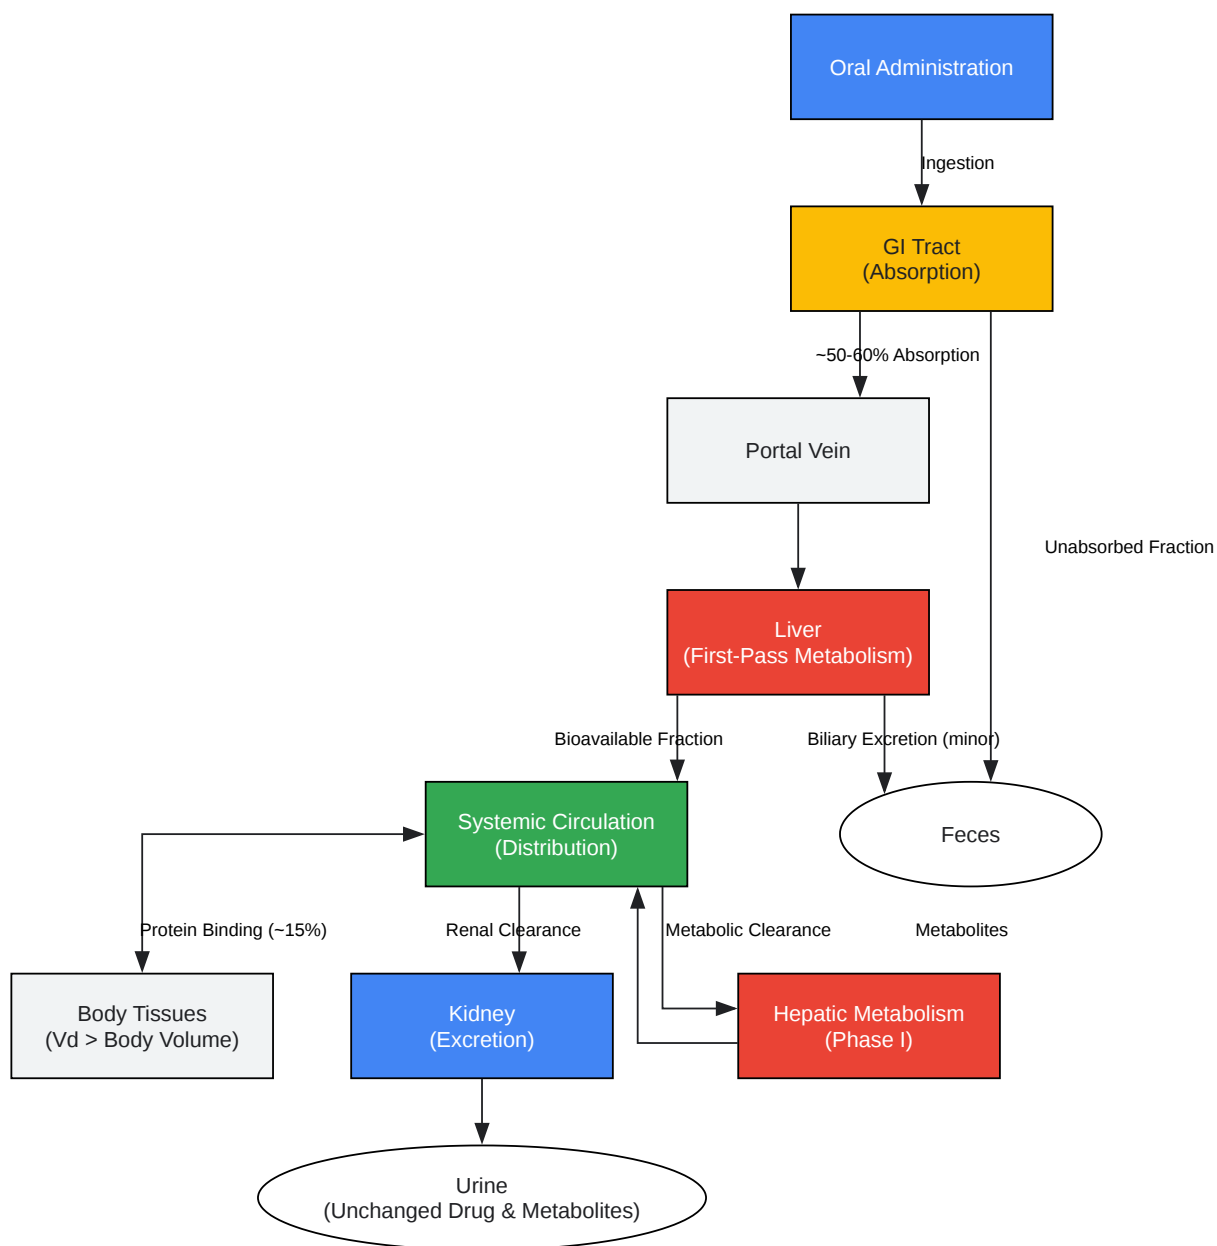 Oral Administration
Ingestion
GI Tract
(Absorption)
~50-60% Absorption
Portal Vein
Unabsorbed Fraction
Liver
(First-Pass Metabolism)
Bioavailable Fraction
Biliary Excretion (minor)
Systemic Circulation
(Distribution)
Feces
Protein Binding (~15%)
Renal Clearance
Metabolic Clearance
Metabolites
Body Tissues
(Vd > Body Volume)
Kidney
(Excretion)
Hepatic Metabolism
(Phase I)
Urine
(Unchanged Drug & Metabolites)